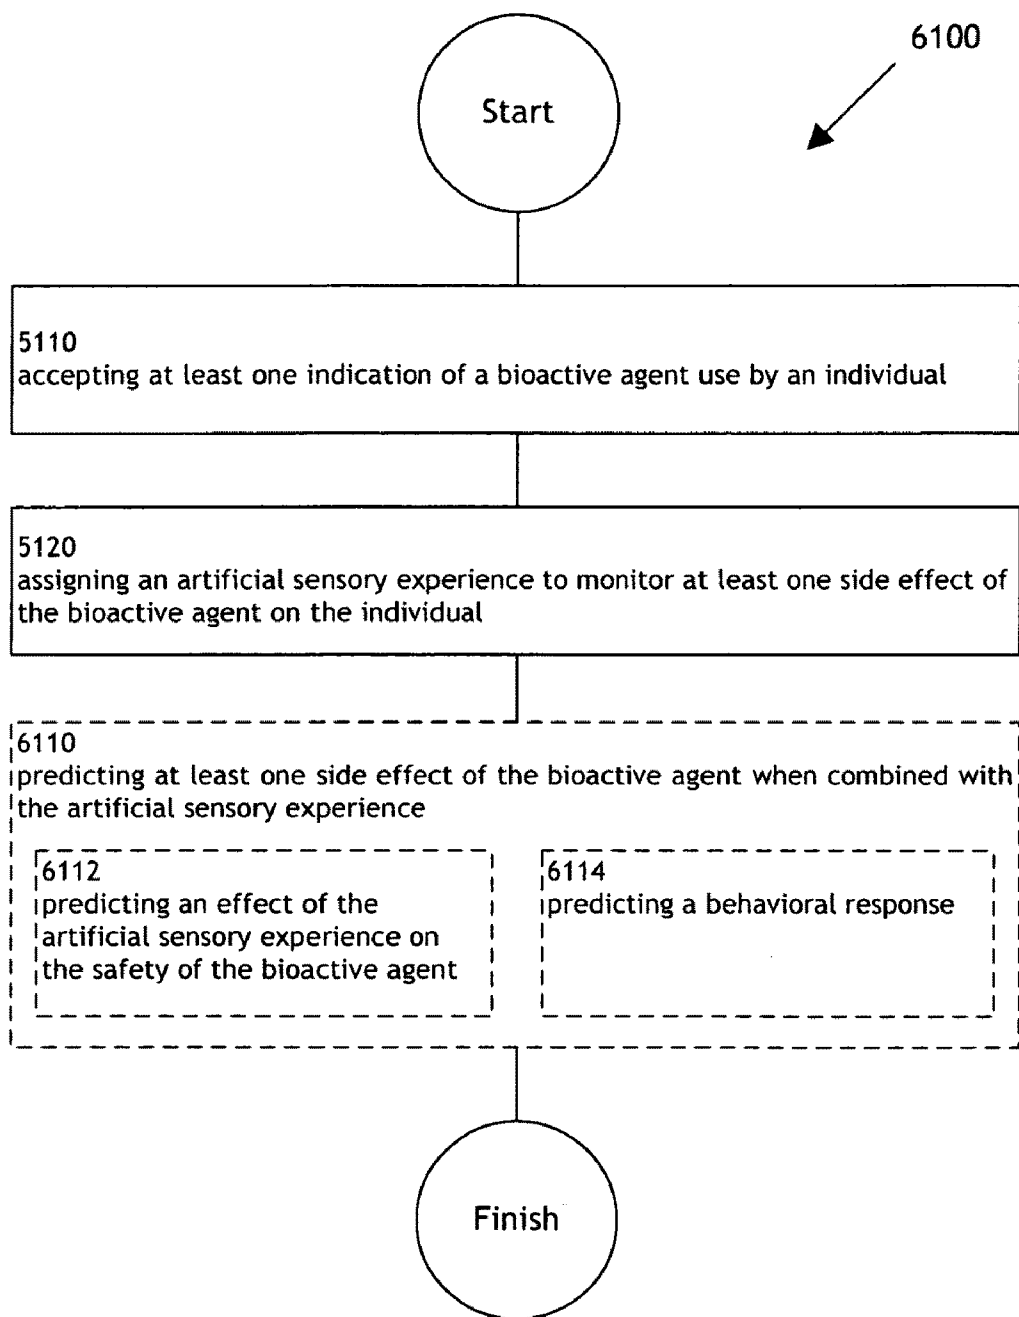 6100
Start
5110
accepting at least one indication of a bioactive agent use by an individual
5120
assigning an artificial sensory experience to monitor at least one side effect of
the bioactive agent on the individual
6110
predicting at least one side effect of the bioactive agent when combined with
the artificial sensory experience
6112
predicting an effect of the
artificial sensory experience on
the safety of the bioactive agent
6114
predicting a behavioral response
Finish